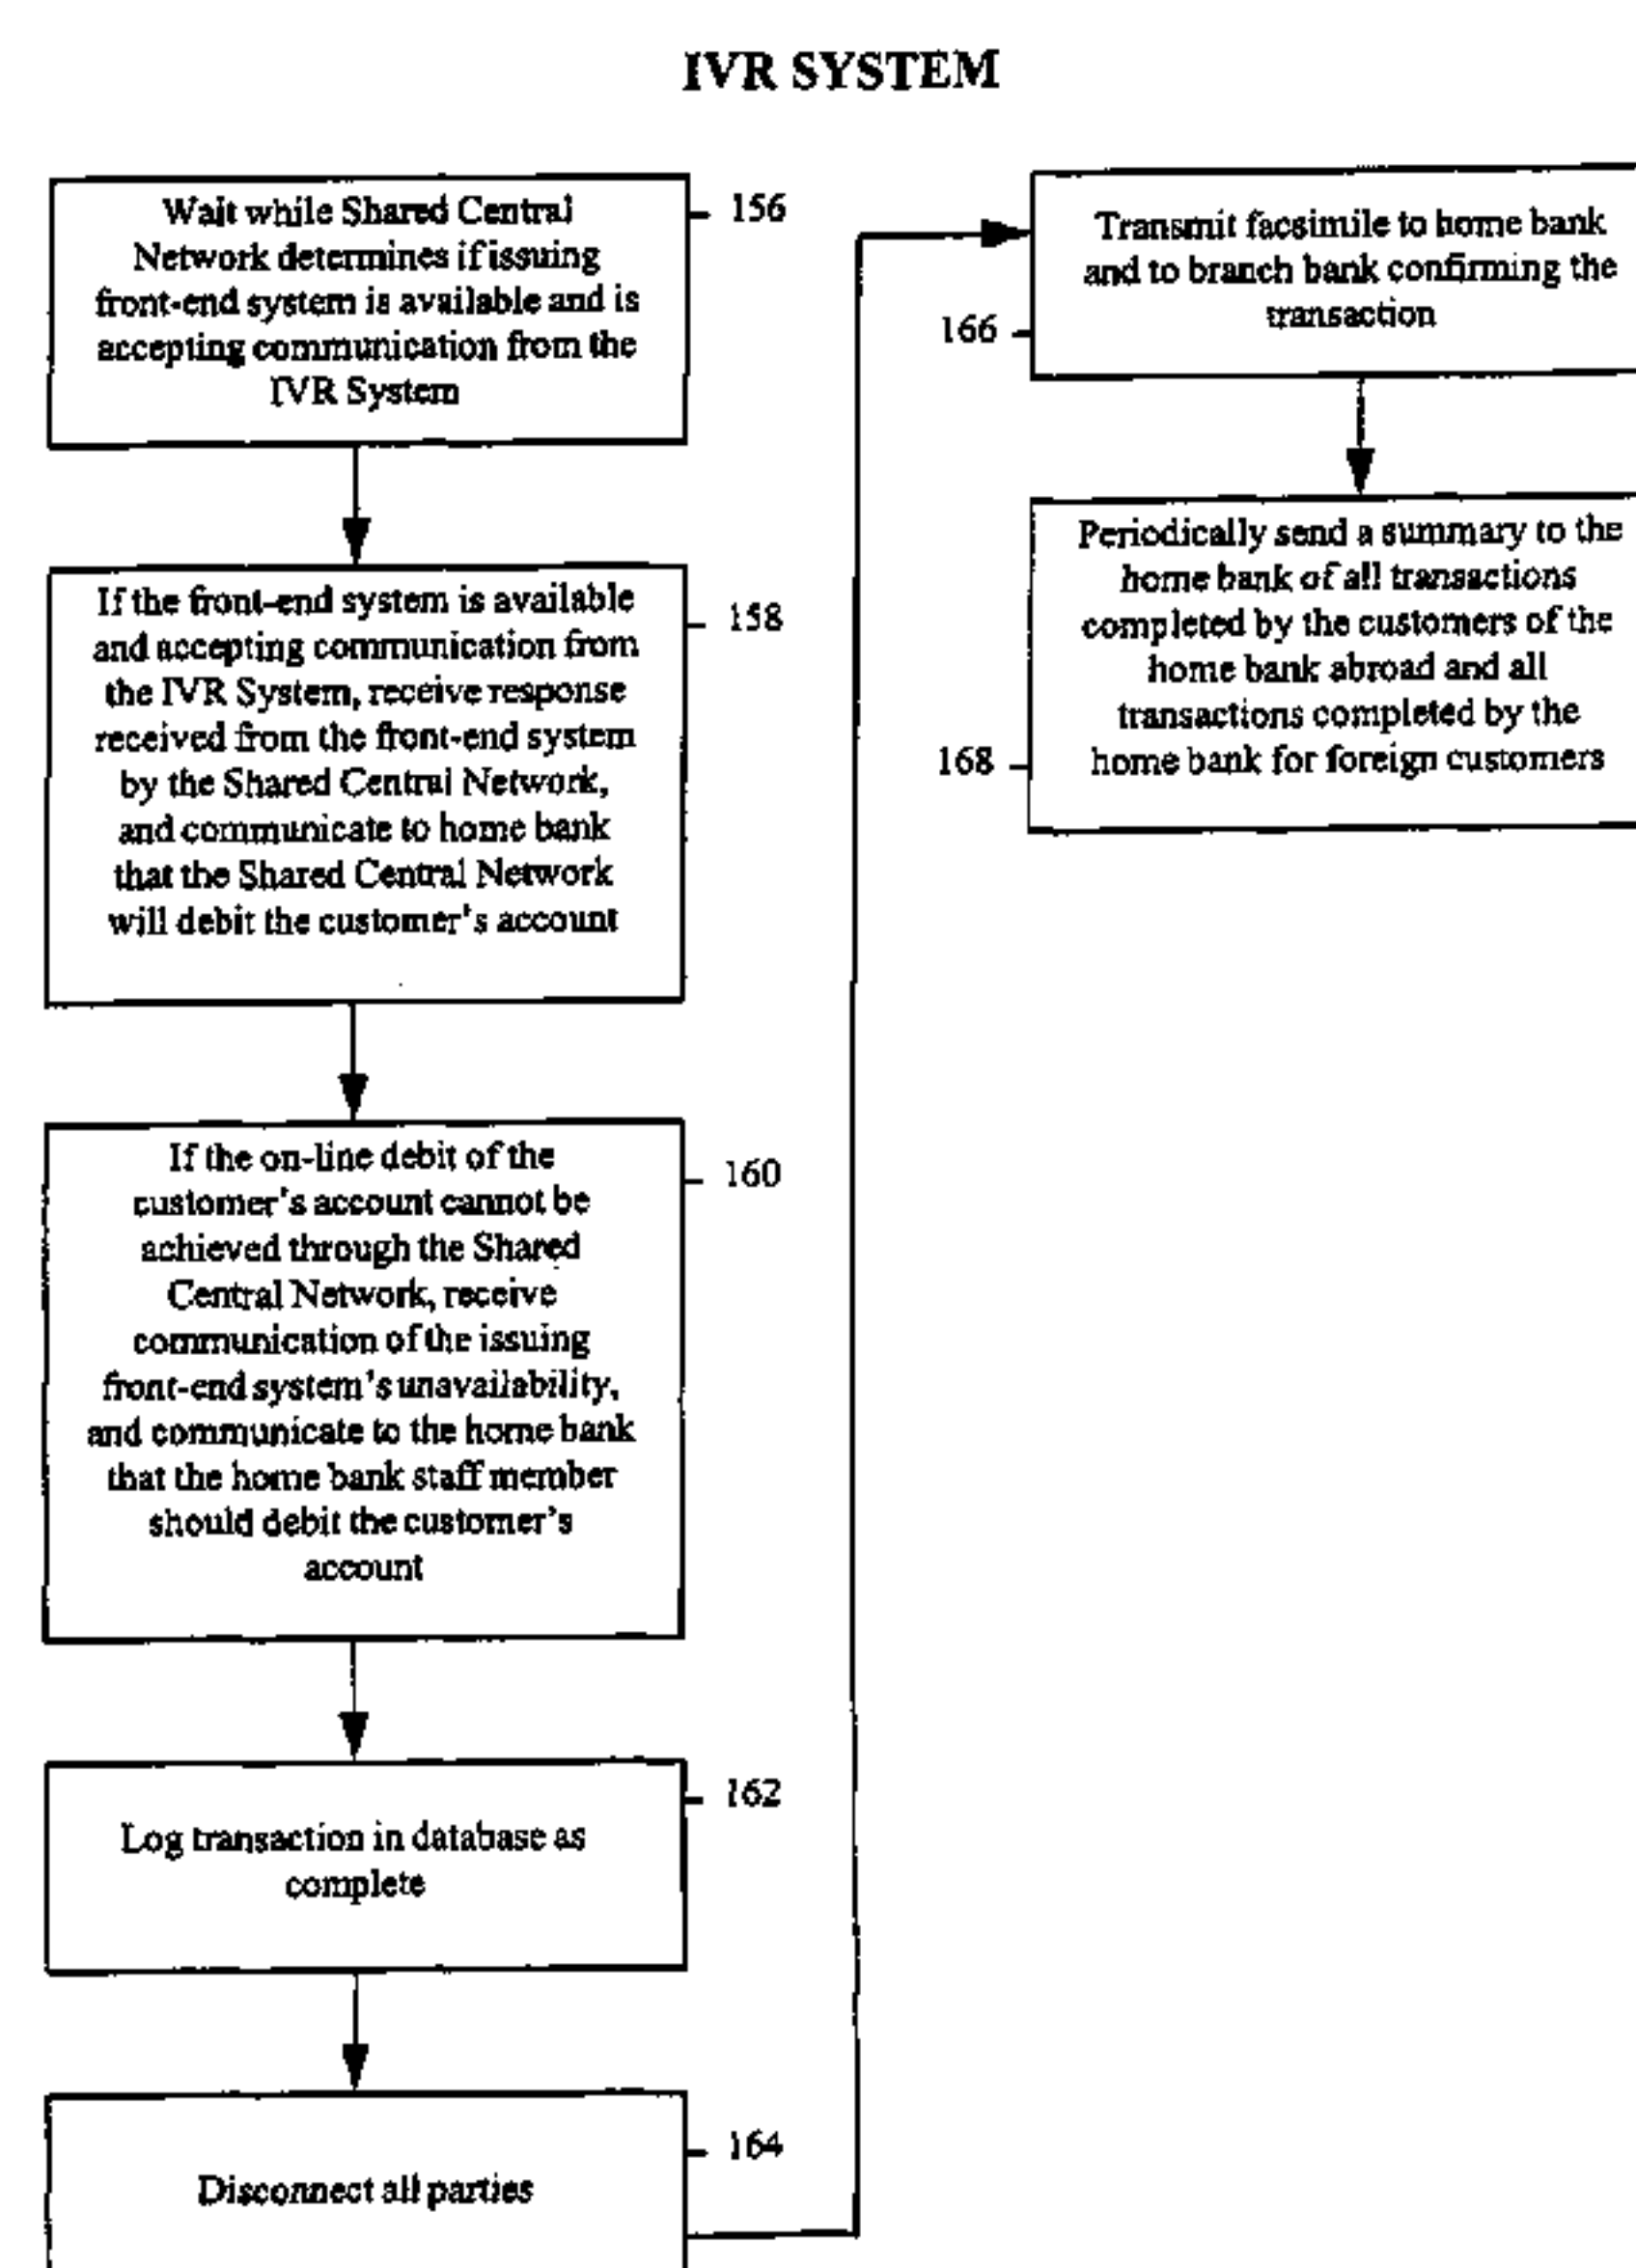 IVR SYSTEM
Wait while Shared Central
Network determines if issuing
front-end system is available and is
accepting communication from the
IVR System
156
If the front-end system is available
and accepting communication from
the IVR System, receive response
received from the front-end system
by the Shared Central Network,
and communicate to home bank
that the Shared Central Network
will debit the customer's account
158
If the on-line debit of the
customer's account cannot be
achieved through the Shared
Central Network, receive
communication of the issuing
front-end system's unavailability,
and communicate to the home bank
that the home bank staff member
should debit the customer's
account
160
Log transaction in database as
complete
162
Disconnect all parties
164
Transmit facsimile to home bank
and to branch bank confirming the
transaction
166
Periodically send a summary to the
home bank of all transactions
completed by the customers of the
home bank abroad and all
transactions completed by the
home bank for foreign customers
168